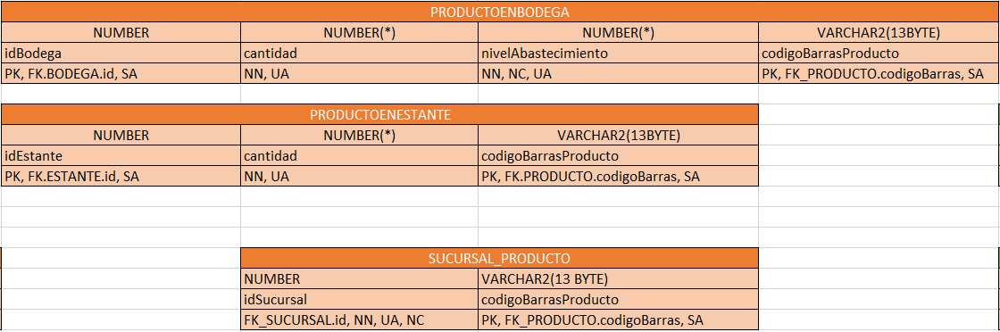 PRODUCTOENBODEGA
NUMBER NUMBER(*) NUMBER(*) VARCHAR2(13BYTE)
idBodega cantidad nivelAbastecimiento codigoBarrasProducto
PK, FK.BODEGA.id, SA NN, UA NN, NC, UA PK, FK_PRODUCTO.codigoBarras, SA
PRODUCTOENESTANTE
NUMBER NUMBER(*) VARCHAR2(13BYTE)
idEstante cantidad codigoBarrasProducto
PK, FK.ESTANTE.id, SA NN, UA PK, FK.PRODUCTO.codigoBarras, SA
SUCURSAL_PRODUCTO
NUMBER VARCHAR2(13 BYTE)
idSucursal codigoBarrasProducto
FK_SUCURSAL.id, NN, UA, NC PK, FK_PRODUCTO.codigoBarras, SA